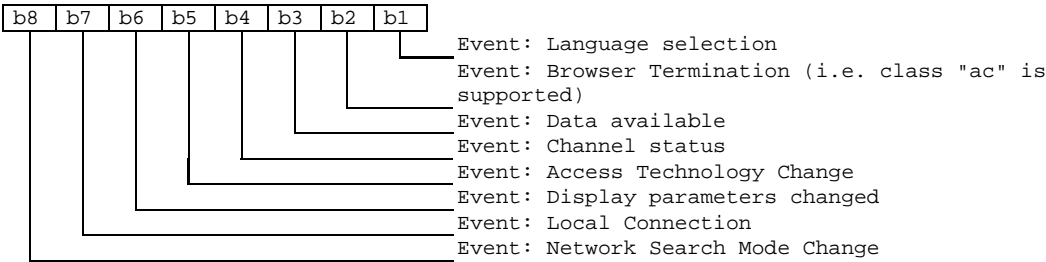 b8 b7 b6 b5 b4 b3 b2 b1
Event: Language selection
Event: Browser Termination (i.e. class "ac" is
supported)
Event: Data available
Event: Channel status
Event: Access Technology Change
Event: Display parameters changed
Event: Local Connection
Event: Network Search Mode Change